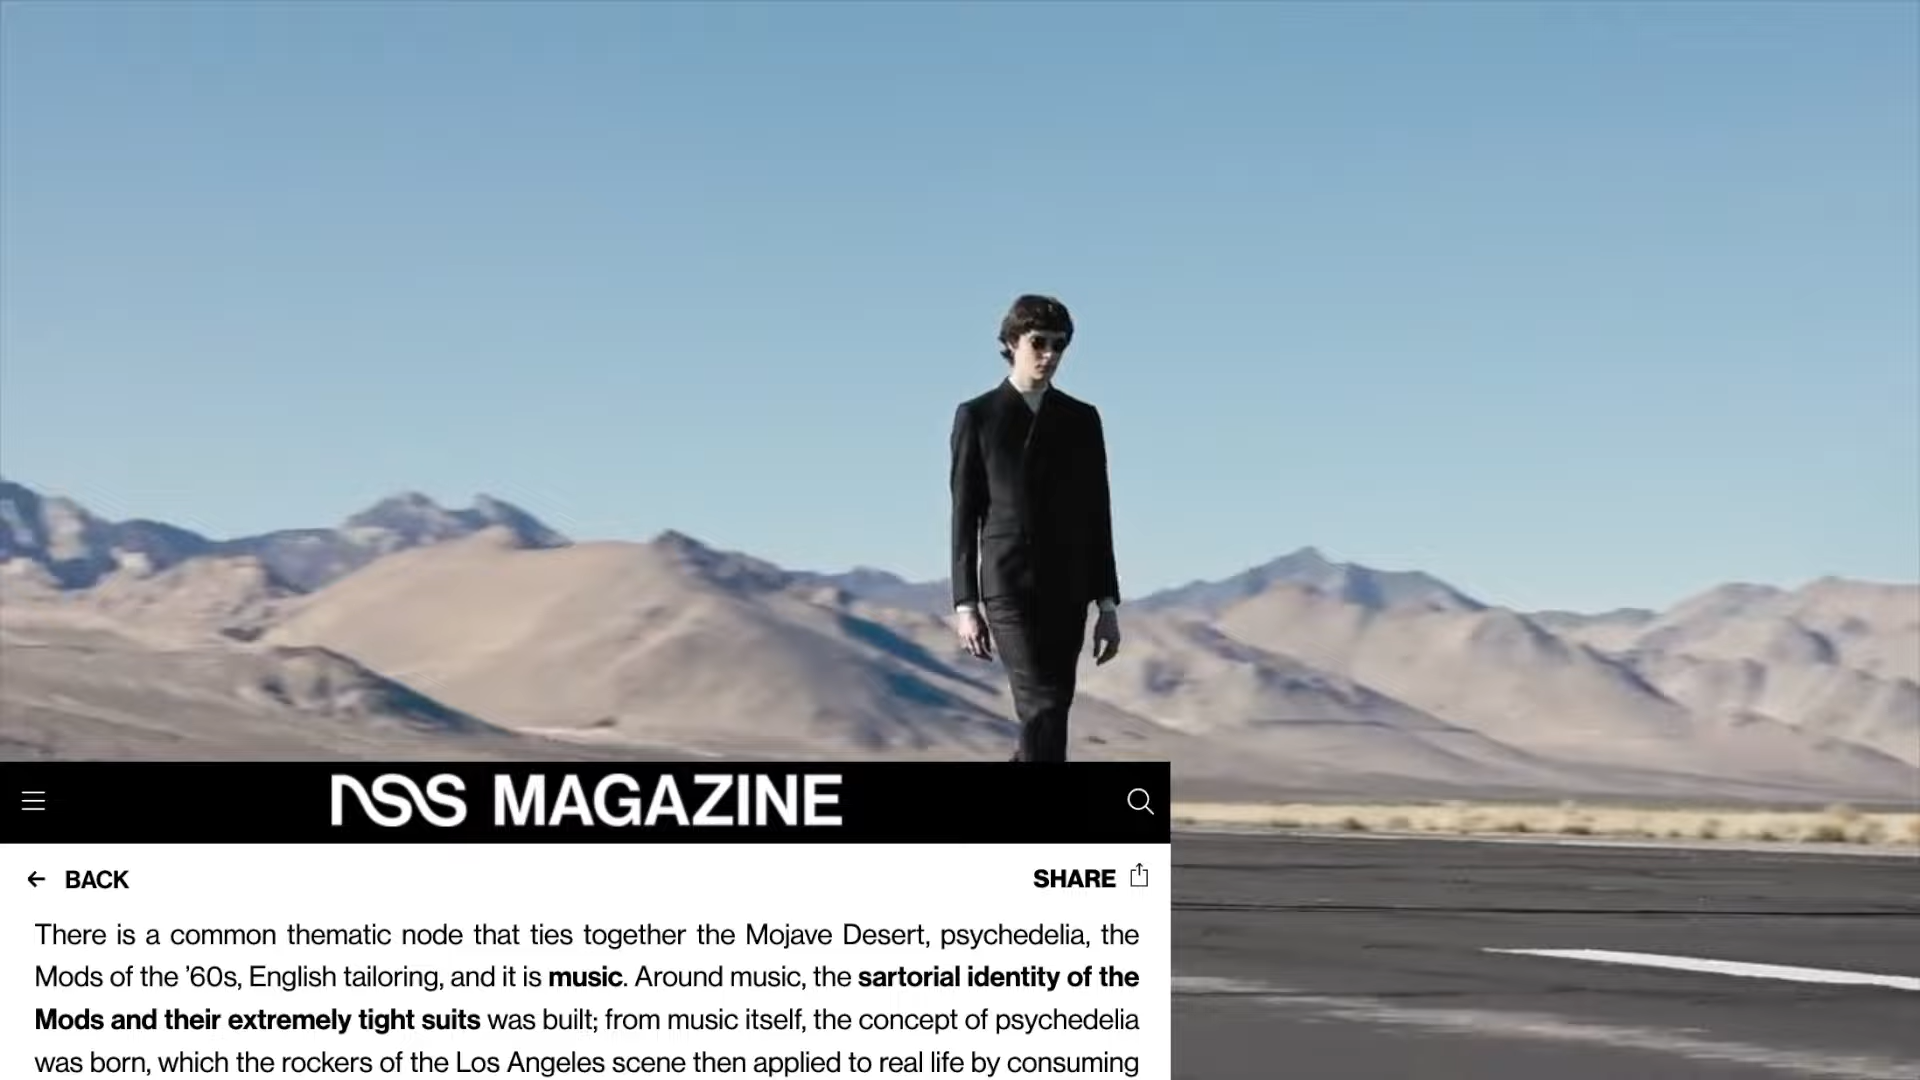 nss MAGAZINE
← BACK
SHARE
There is a common thematic node that ties together the Mojave Desert, psychedelia, the
Mods of the ’60s, English tailoring, and it is music. Around music, the sartorial identity of the
Mods and their extremely tight suits was built; from music itself, the concept of psychedelia
was born, which the rockers of the Los Angeles scene then applied to real life by consuming